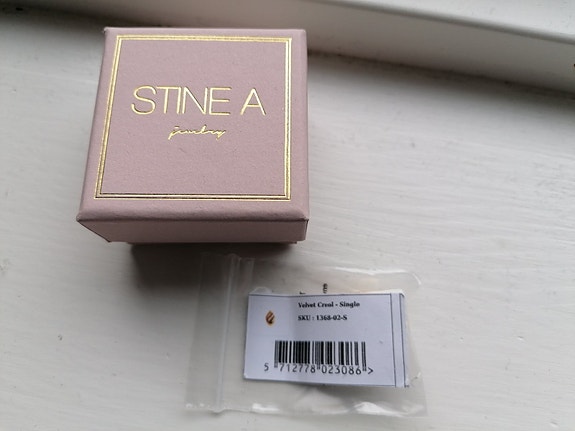 STINE A
jewelry
Velvet Creol - Single
SKU : 1368-02-S
5 712778 023086 >